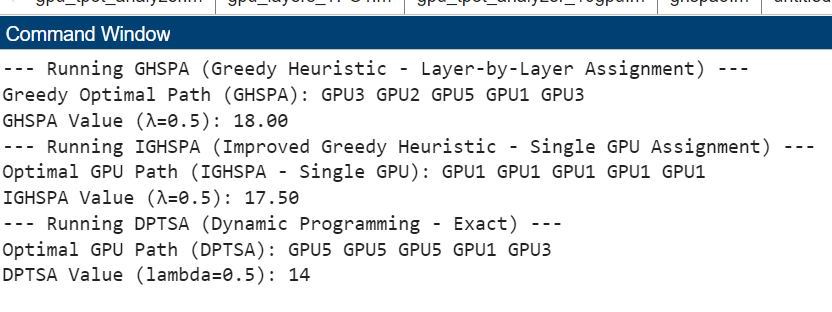 Command Window
--- Running GHSPA (Greedy Heuristic - Layer-by-Layer Assignment) ---
Greedy Optimal Path (GHSPA): GPU3 GPU2 GPU5 GPU1 GPU3
GHSPA Value (λ=0.5): 18.00
--- Running IGHSPA (Improved Greedy Heuristic - Single GPU Assignment) ---
Optimal GPU Path (IGHSPA - Single GPU): GPU1 GPU1 GPU1 GPU1 GPU1
IGHSPA Value (λ=0.5): 17.50
--- Running DPTSA (Dynamic Programming - Exact) ---
Optimal GPU Path (DPTSA): GPU5 GPU5 GPU5 GPU1 GPU3
DPTSA Value (lambda=0.5): 14